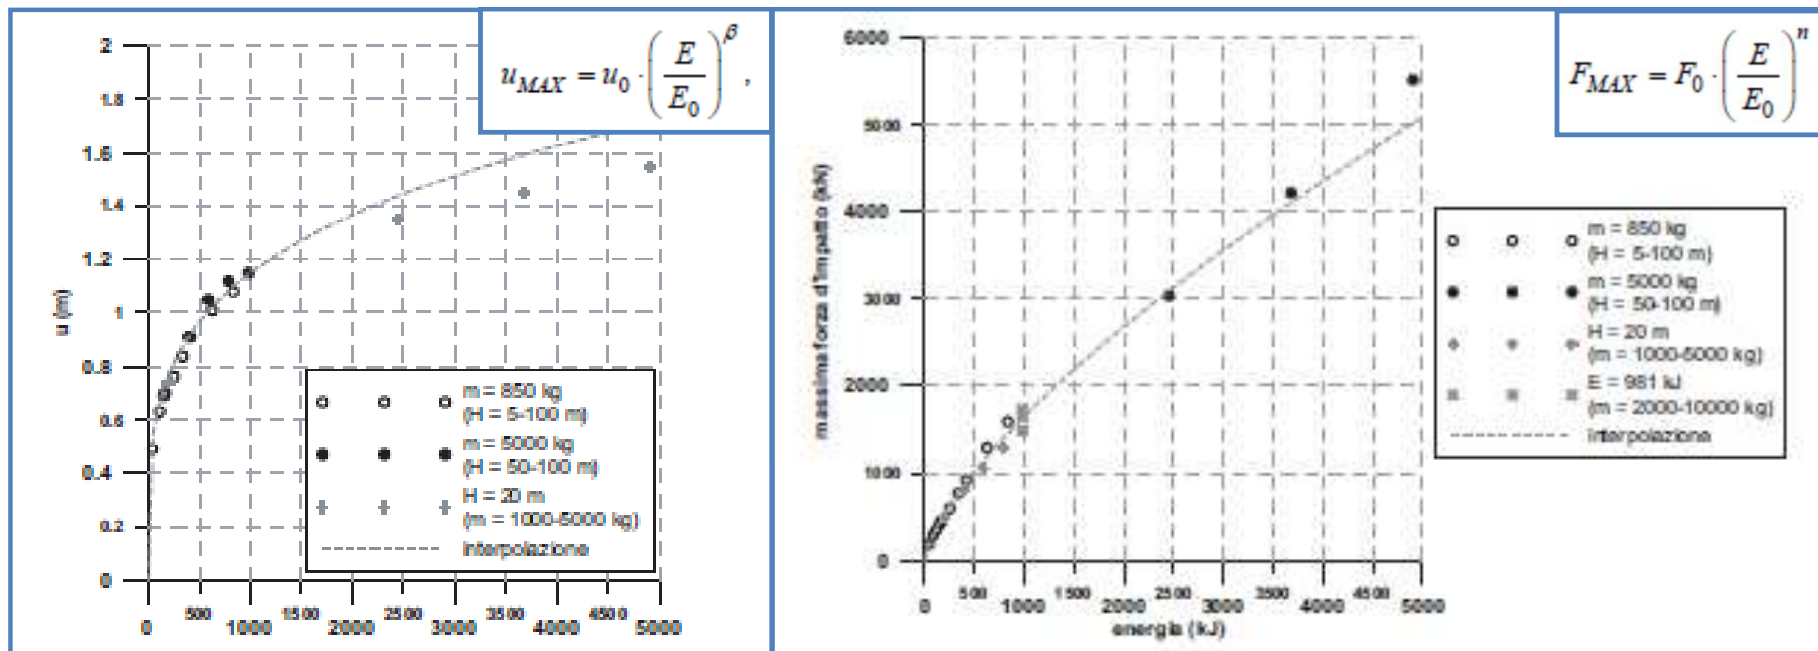 u_MAX = u_0 · (E / E_0)^β ,
2
1.8
1.6
1.4
1.2
1
0.8
0.6
0.4
0.2
0
u (m)
m = 850 kg
(H = 5-100 m)
m = 5000 kg
(H = 50-100 m)
H = 20 m
(m = 1000-5000 kg)
interpolazione
500 1500 2500 3500 4500
0 1000 2000 3000 4000 5000
F_MAX = F_0 · (E / E_0)^n
6000
5000
4000
3000
2000
1000
0
massima forza d'impatto (kN)
m = 850 kg
(H = 5-100 m)
m = 5000 kg
(H = 50-100 m)
H = 20 m
(m = 1000-5000 kg)
E = 981 kJ
(m = 2000-10000 kg)
interpolazione
500 1500 2500 3500 4500
0 1000 2000 3000 4000 5000
energia (kJ)